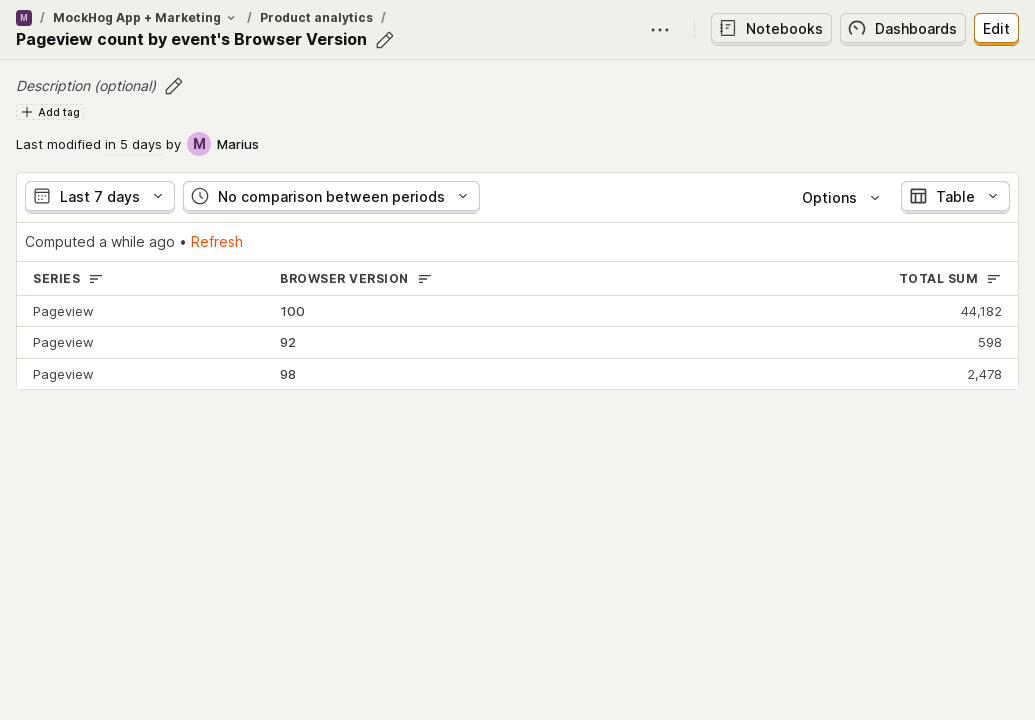 M / MockHog App + Marketing / Product analytics /
Pageview count by event's Browser Version
Notebooks
Dashboards
Edit
Description (optional)
Add tag
Last modified in 5 days by M Marius
Last 7 days
No comparison between periods
Options
Table
Computed a while ago • Refresh
SERIES BROWSER VERSION TOTAL SUM
Pageview 100 44,182
Pageview 92 598
Pageview 98 2,478